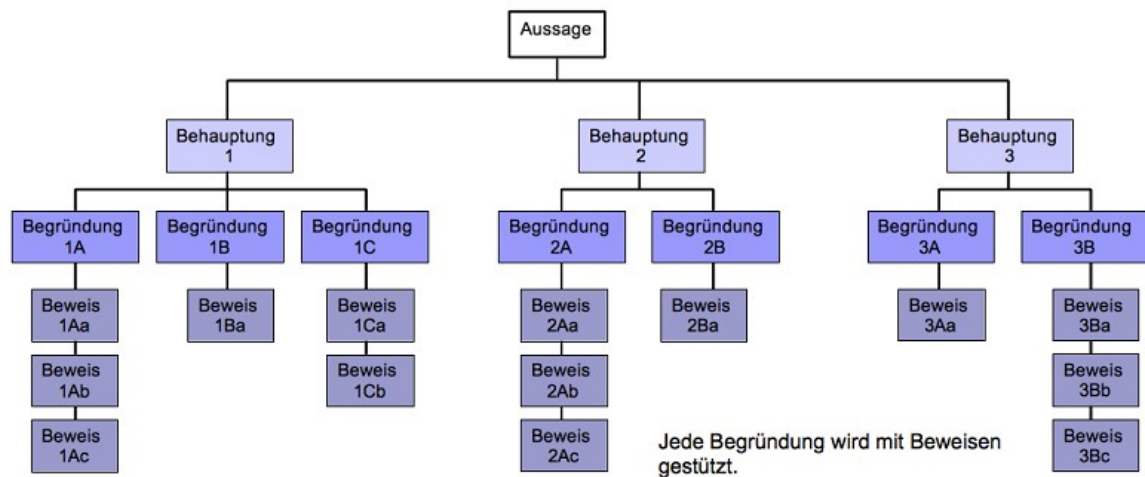 Aussage
Behauptung
1
Behauptung
2
Behauptung
3
Begründung
1A
Begründung
1B
Begründung
1C
Begründung
2A
Begründung
2B
Begründung
3A
Begründung
3B
Beweis
1Aa
Beweis
1Ba
Beweis
1Ca
Beweis
2Aa
Beweis
2Ba
Beweis
3Aa
Beweis
3Ba
Beweis
1Ab
Beweis
1Cb
Beweis
2Ab
Beweis
3Bb
Beweis
1Ac
Beweis
2Ac
Beweis
3Bc
Jede Begründung wird mit Beweisen
gestützt.